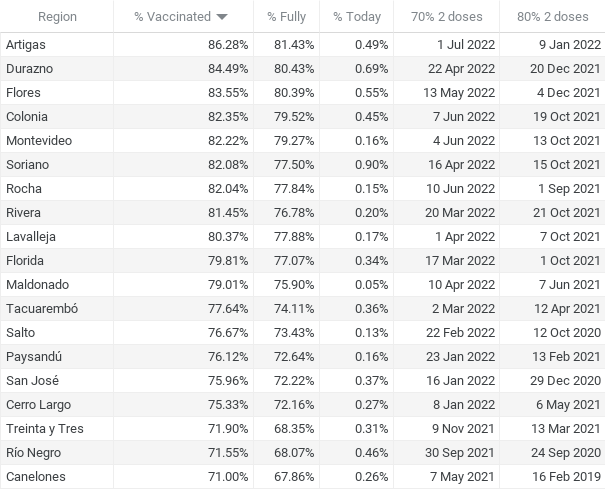 Region % Vaccinated % Fully % Today 70% 2 doses 80% 2 doses
Artigas 86.28% 81.43% 0.49% 1 Jul 2022 9 Jan 2022
Durazno 84.49% 80.43% 0.69% 22 Apr 2022 20 Dec 2021
Flores 83.55% 80.39% 0.55% 13 May 2022 4 Dec 2021
Colonia 82.35% 79.52% 0.45% 7 Jun 2022 19 Oct 2021
Montevideo 82.22% 79.27% 0.16% 4 Jun 2022 13 Oct 2021
Soriano 82.08% 77.50% 0.90% 16 Apr 2022 15 Oct 2021
Rocha 82.04% 77.84% 0.15% 10 Jun 2022 1 Sep 2021
Rivera 81.45% 76.78% 0.20% 20 Mar 2022 21 Oct 2021
Lavalleja 80.37% 77.88% 0.17% 1 Apr 2022 7 Oct 2021
Florida 79.81% 77.07% 0.34% 17 Mar 2022 1 Oct 2021
Maldonado 79.01% 75.90% 0.05% 10 Apr 2022 7 Jun 2021
Tacuarembó 77.64% 74.11% 0.36% 2 Mar 2022 12 Apr 2021
Salto 76.67% 73.43% 0.13% 22 Feb 2022 12 Oct 2020
Paysandú 76.12% 72.64% 0.16% 23 Jan 2022 13 Feb 2021
San José 75.96% 72.22% 0.37% 16 Jan 2022 29 Dec 2020
Cerro Largo 75.33% 72.16% 0.27% 8 Jan 2022 6 May 2021
Treinta y Tres 71.90% 68.35% 0.31% 9 Nov 2021 13 Mar 2021
Río Negro 71.55% 68.07% 0.46% 30 Sep 2021 24 Sep 2020
Canelones 71.00% 67.86% 0.26% 7 May 2021 16 Feb 2019